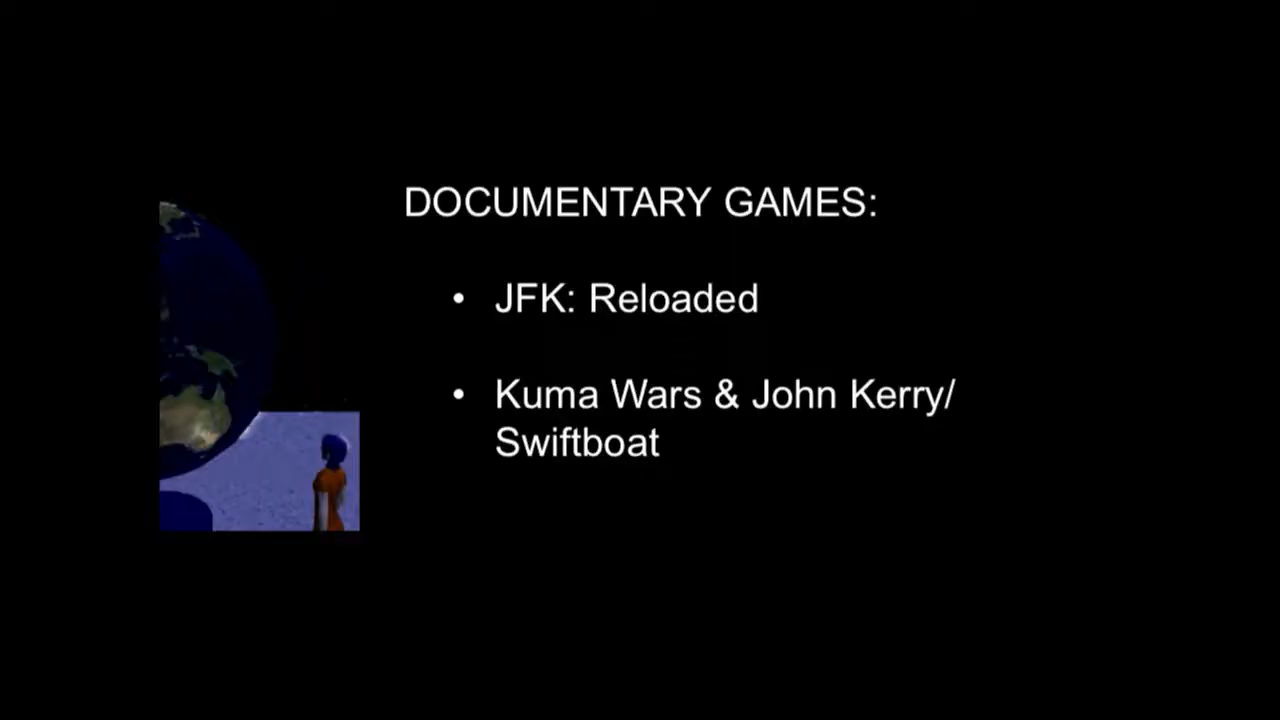 DOCUMENTARY GAMES:
• JFK: Reloaded
• Kuma Wars & John Kerry/
Swiftboat